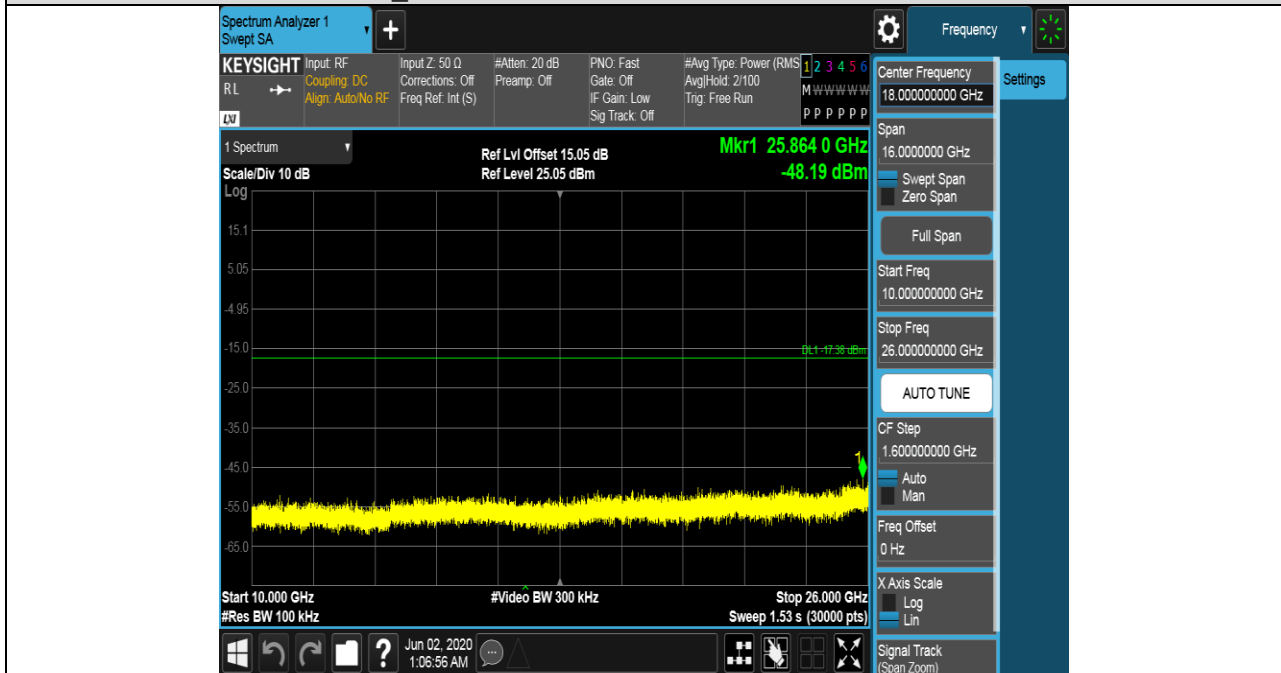 Spectrum Analyzer 1
Swept SA
+
Frequency
KEYSIGHT
RL
LXI
Input: RF
Coupling: DC
Align: Auto/No RF
Input Z: 50 Ω
Corrections: Off
Freq Ref: Int (S)
#Atten: 20 dB
Preamp: Off
PNO: Fast
Gate: Off
IF Gain: Low
Sig Track: Off
#Avg Type: Power (RMS
Avg|Hold: 2/100
Trig: Free Run
1 2 3 4 5 6
M W W W W W
P P P P P P
1 Spectrum
Scale/Div 10 dB
Ref Lvl Offset 15.05 dB
Ref Level 25.05 dBm
Mkr1 25.864 0 GHz
-48.19 dBm
Log
15.1
5.05
-4.95
-15.0
DL1 -17.38 dBm
-25.0
-35.0
-45.0
1
-55.0
-65.0
Start 10.000 GHz
#Video BW 300 kHz
Stop 26.000 GHz
#Res BW 100 kHz
Sweep 1.53 s (30000 pts)
?
Jun 02, 2020
1:06:56 AM
Center Frequency
18.000000000 GHz
Span
16.0000000 GHz
Swept Span
Zero Span
Full Span
Start Freq
10.000000000 GHz
Stop Freq
26.000000000 GHz
AUTO TUNE
CF Step
1.600000000 GHz
Auto
Man
Freq Offset
0 Hz
X Axis Scale
Log
Lin
Signal Track
(Span Zoom)
Settings